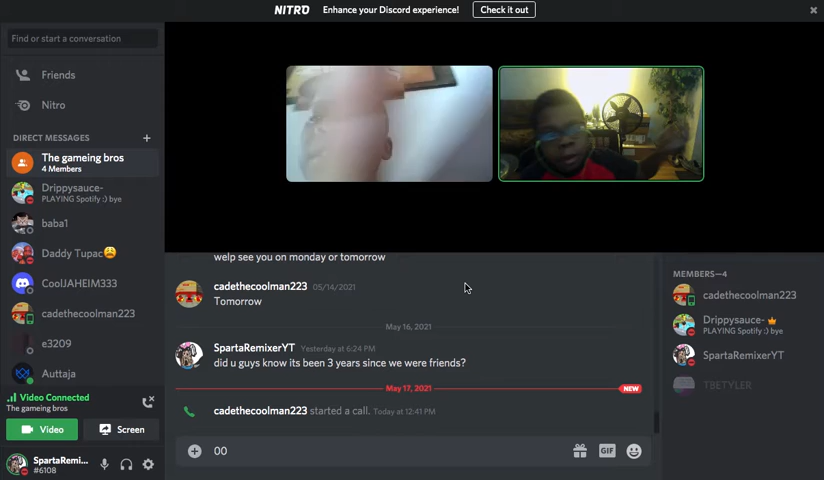 NITRO Enhance your Discord experience! Check it out
Find or start a conversation
Friends
Nitro
DIRECT MESSAGES +
The gameing bros
4 Members
Drippysauce-
PLAYING Spotify :) bye
baba1
Daddy Tupac😩
CoolJAHEIM333
cadethecoolman223
e3209
Auttaja
Video Connected
The gameing bros
Video Screen
SpartaRemi...
#6108
welp see you on monday or tomorrow
cadethecoolman223 05/14/2021
Tomorrow
May 16, 2021
SpartaRemixerYT Yesterday at 6:24 PM
did u guys know its been 3 years since we were friends?
May 17, 2021 NEW
cadethecoolman223 started a call. Today at 12:41 PM
00
GIF
MEMBERS—4
cadethecoolman223
Drippysauce-
PLAYING Spotify :) bye
SpartaRemixerYT
TBETYLER